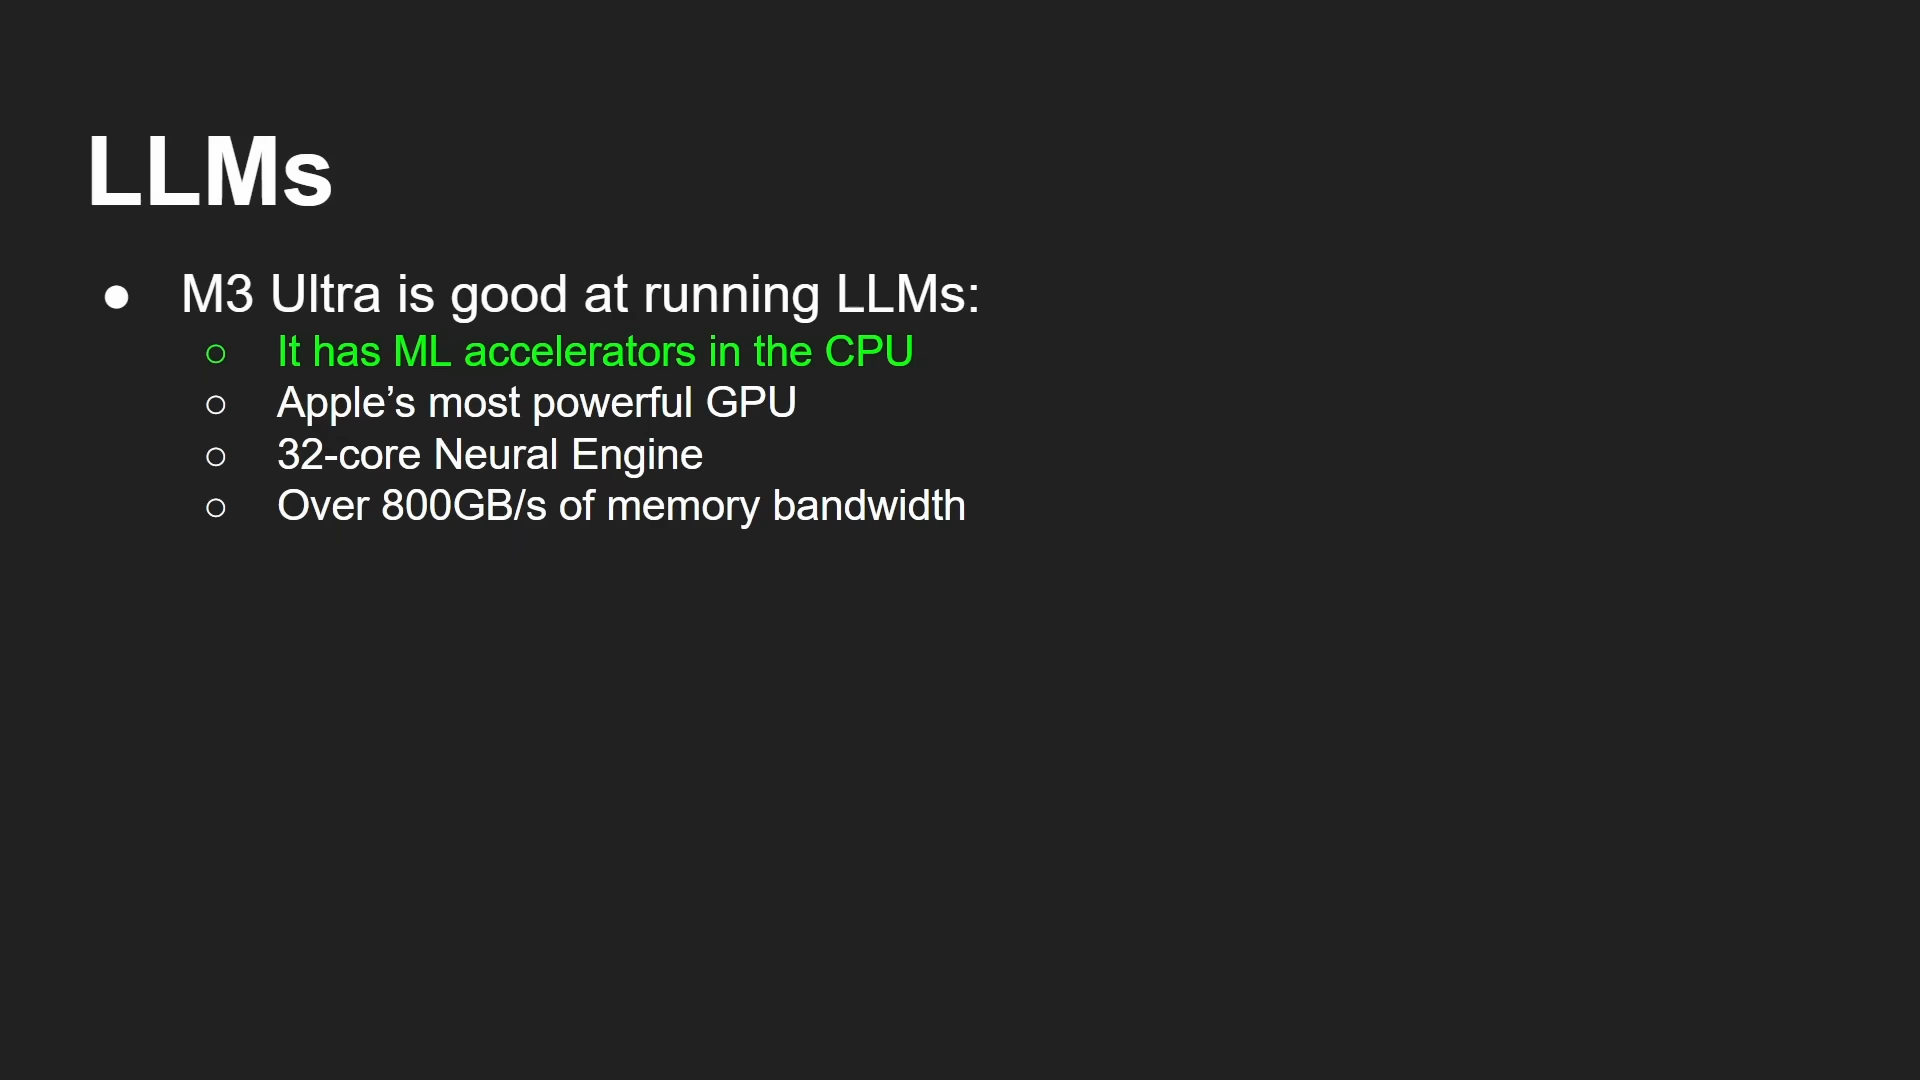 LLMs
● M3 Ultra is good at running LLMs:
○ It has ML accelerators in the CPU
○ Apple’s most powerful GPU
○ 32-core Neural Engine
○ Over 800GB/s of memory bandwidth